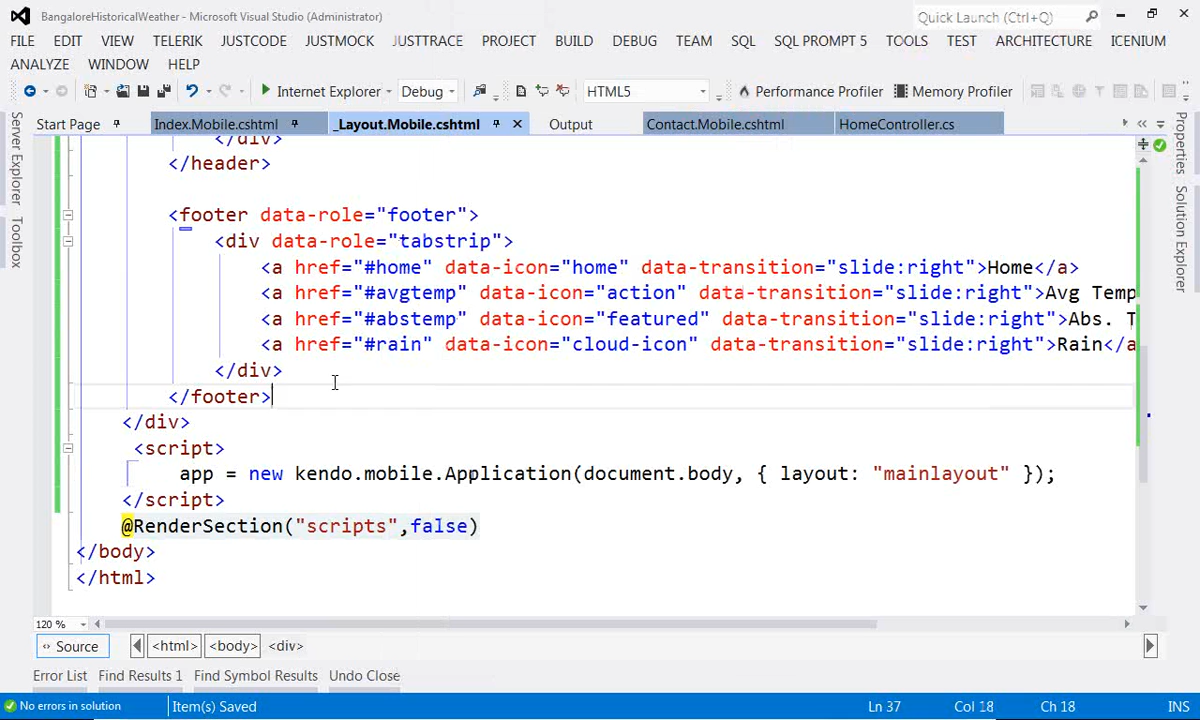 BangaloreHistoricalWeather - Microsoft Visual Studio (Administrator)
Quick Launch (Ctrl+Q)
FILE EDIT VIEW TELERIK JUSTCODE JUSTMOCK JUSTTRACE PROJECT BUILD DEBUG TEAM SQL SQL PROMPT 5 TOOLS TEST ARCHITECTURE ICENIUM
ANALYZE WINDOW HELP
Internet Explorer Debug HTML5 Performance Profiler Memory Profiler
Start Page Index.Mobile.cshtml _Layout.Mobile.cshtml Output Contact.Mobile.cshtml HomeController.cs
Server Explorer
Toolbox
Properties
Solution Explorer
</div>
</header>
<footer data-role="footer">
<div data-role="tabstrip">
<a href="#home" data-icon="home" data-transition="slide:right">Home</a>
<a href="#avgtemp" data-icon="action" data-transition="slide:right">Avg Temp
<a href="#abstemp" data-icon="featured" data-transition="slide:right">Abs. T
<a href="#rain" data-icon="cloud-icon" data-transition="slide:right">Rain</a
</div>
</footer>
</div>
<script>
app = new kendo.mobile.Application(document.body, { layout: "mainlayout" });
</script>
@RenderSection("scripts",false)
</body>
</html>
120 %
Source <html> <body> <div>
Error List Find Results 1 Find Symbol Results Undo Close
No errors in solution Item(s) Saved Ln 37 Col 18 Ch 18 INS